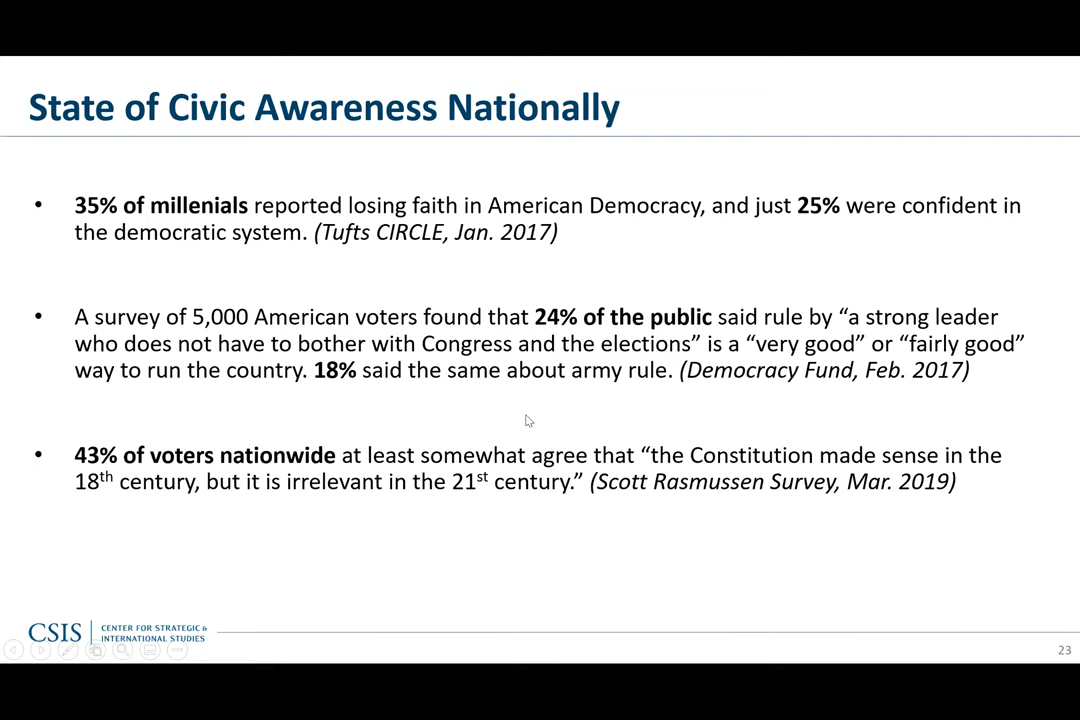 State of Civic Awareness Nationally
• 35% of millenials reported losing faith in American Democracy, and just 25% were confident in
the democratic system. (Tufts CIRCLE, Jan. 2017)
• A survey of 5,000 American voters found that 24% of the public said rule by “a strong leader
who does not have to bother with Congress and the elections” is a “very good” or “fairly good”
way to run the country. 18% said the same about army rule. (Democracy Fund, Feb. 2017)
• 43% of voters nationwide at least somewhat agree that “the Constitution made sense in the
18th century, but it is irrelevant in the 21st century.” (Scott Rasmussen Survey, Mar. 2019)
CSIS
CENTER FOR STRATEGIC &
INTERNATIONAL STUDIES
23